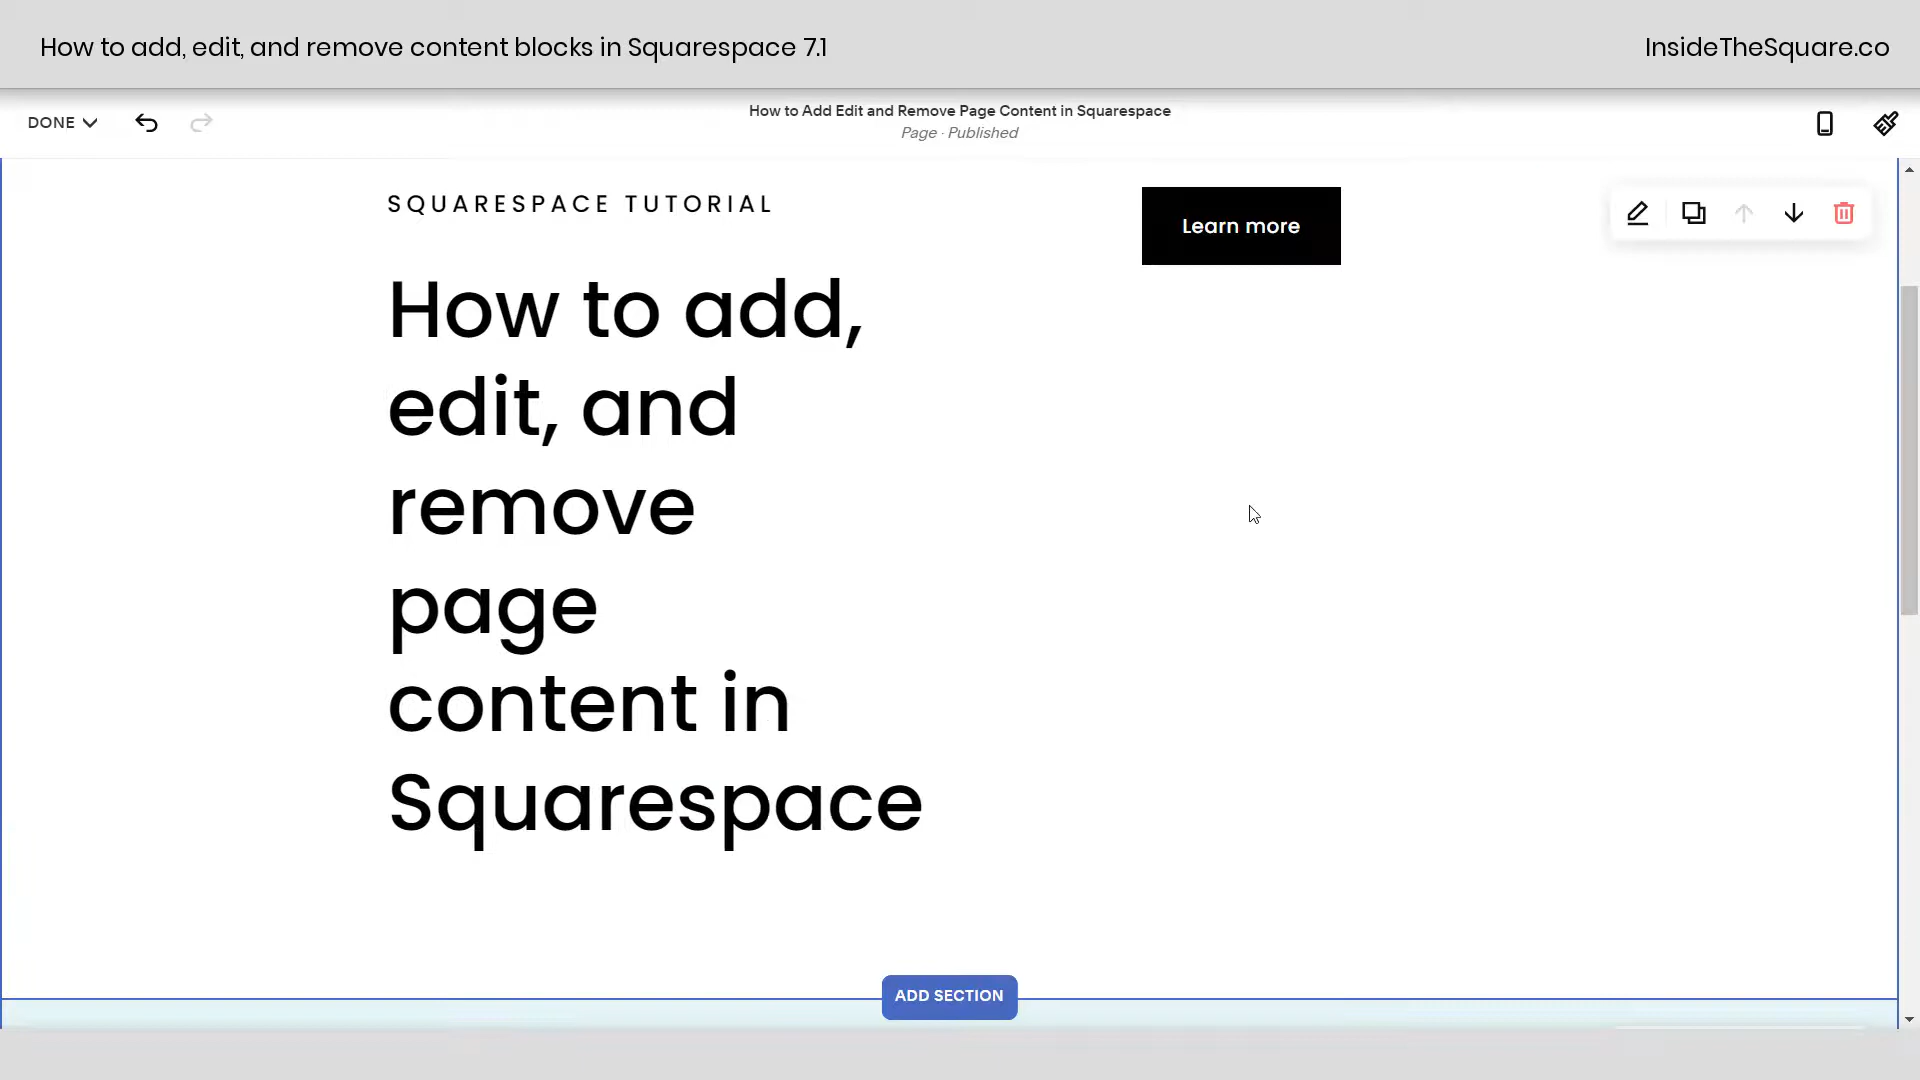 How to add, edit, and remove content blocks in Squarespace 7.1
InsideTheSquare.co
DONE
How to Add Edit and Remove Page Content in Squarespace
Page · Published
SQUARESPACE TUTORIAL
Learn more
How to add,
edit, and
remove
page
content in
Squarespace
ADD SECTION